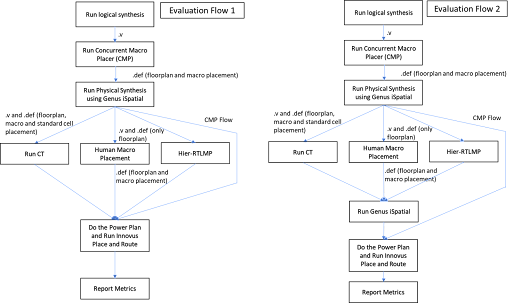 Run logical synthesis
Evaluation Flow 1
.v
Run Concurrent Macro
Placer (CMP)
.def (floorplan and macro placement)
Run Physical Synthesis
using Genus iSpatial
.v and .def (floorplan,
macro and standard cell
placement)
.v and .def (only
floorplan)
CMP Flow
Run CT
Human Macro
Placement
Hier-RTLMP
.def (floorplan and
macro placement)
Do the Power Plan
and Run Innovus
Place and Route
Report Metrics
Run logical synthesis
Evaluation Flow 2
.v
Run Concurrent Macro
Placer (CMP)
.def (floorplan and macro placement)
Run Physical Synthesis
using Genus iSpatial
.v and .def (floorplan,
macro and standard cell
placement)
.v and .def (only
floorplan)
CMP Flow
Run CT
Human Macro
Placement
Hier-RTLMP
.def (floorplan and
macro placement)
Run Genus iSpatial
Do the Power Plan
and Run Innovus
Place and Route
Report Metrics